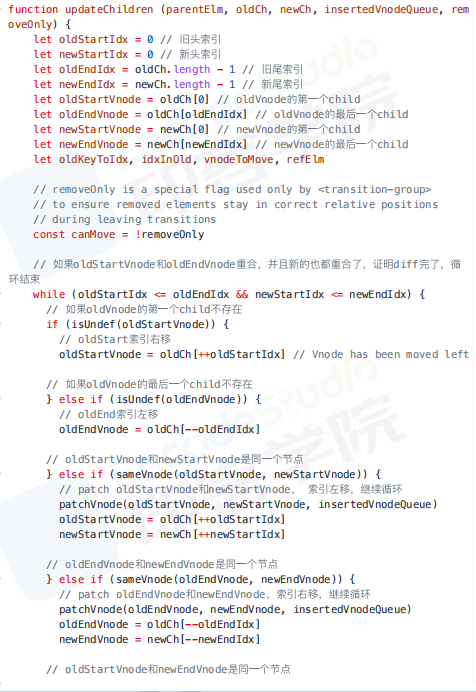 function updateChildren (parentElm, oldCh, newCh, insertedVnodeQueue, rem
oveOnly) {
let oldStartIdx = 0 // 旧头索引
let newStartIdx = 0 // 新头索引
let oldEndIdx = oldCh.length - 1 // 旧尾索引
let newEndIdx = newCh.length - 1 // 新尾索引
let oldStartVnode = oldCh[0] // oldVnode的第一个child
let oldEndVnode = oldCh[oldEndIdx] // oldVnode的最后一个child
let newStartVnode = newCh[0] // newVnode的第一个child
let newEndVnode = newCh[newEndIdx] // newVnode的最后一个child
let oldKeyToIdx, idxInOld, vnodeToMove, refElm
// removeOnly is a special flag used only by <transition-group>
// to ensure removed elements stay in correct relative positions
// during leaving transitions
const canMove = !removeOnly
// 如果oldStartVnode和oldEndVnode重合，并且新的也都重合了，证明diff完了，循
环结束
while (oldStartIdx <= oldEndIdx && newStartIdx <= newEndIdx) {
// 如果oldVnode的第一个child不存在
if (isUndef(oldStartVnode)) {
// oldStart索引右移
oldStartVnode = oldCh[++oldStartIdx] // Vnode has been moved left
// 如果oldVnode的最后一个child不存在
} else if (isUndef(oldEndVnode)) {
// oldEnd索引左移
oldEndVnode = oldCh[--oldEndIdx]
// oldStartVnode和newStartVnode是同一个节点
} else if (sameVnode(oldStartVnode, newStartVnode)) {
// patch oldStartVnode和newStartVnode， 索引左移，继续循环
patchVnode(oldStartVnode, newStartVnode, insertedVnodeQueue)
oldStartVnode = oldCh[++oldStartIdx]
newStartVnode = newCh[++newStartIdx]
// oldEndVnode和newEndVnode是同一个节点
} else if (sameVnode(oldEndVnode, newEndVnode)) {
// patch oldEndVnode和newEndVnode，索引右移，继续循环
patchVnode(oldEndVnode, newEndVnode, insertedVnodeQueue)
oldEndVnode = oldCh[--oldEndIdx]
newEndVnode = newCh[--newEndIdx]
// oldStartVnode和newEndVnode是同一个节点